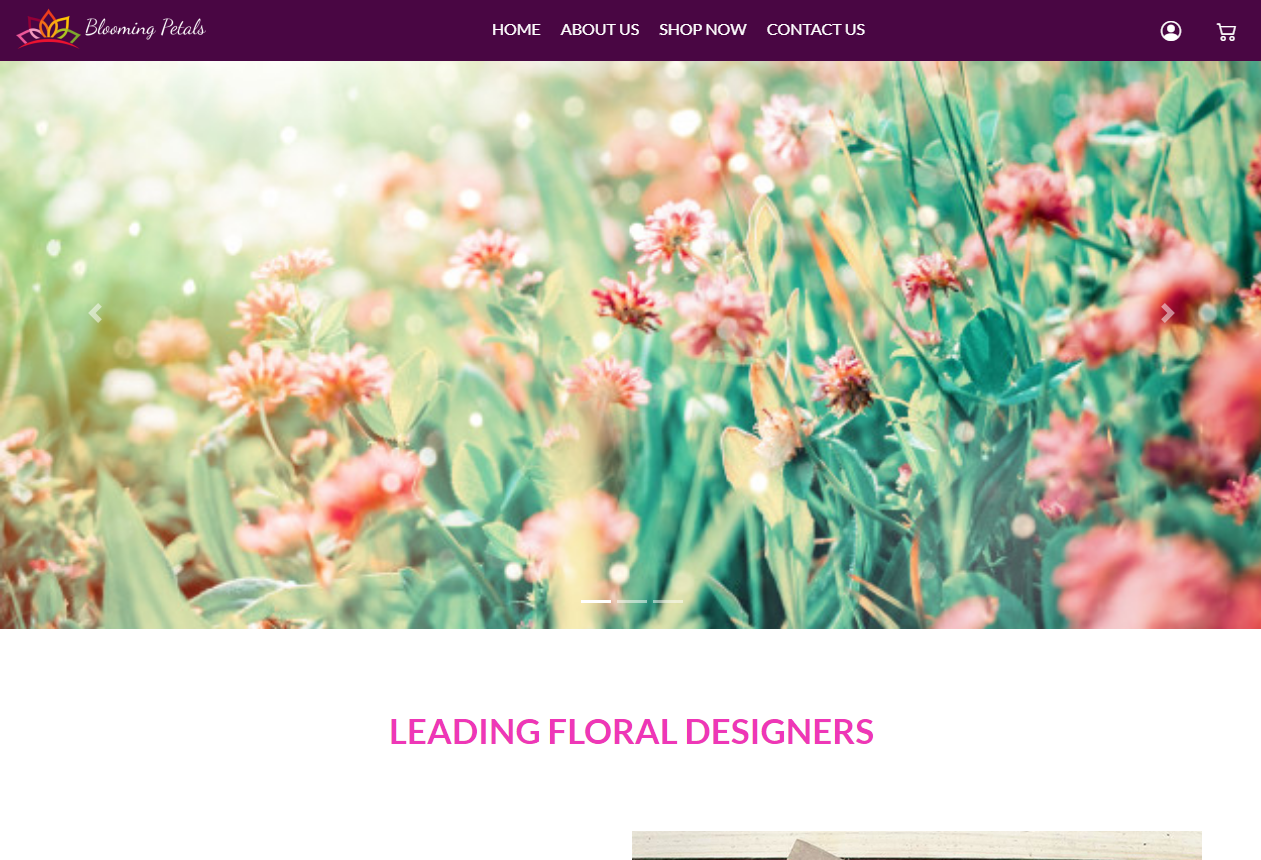 Blooming Petals
HOME ABOUT US SHOP NOW CONTACT US
LEADING FLORAL DESIGNERS